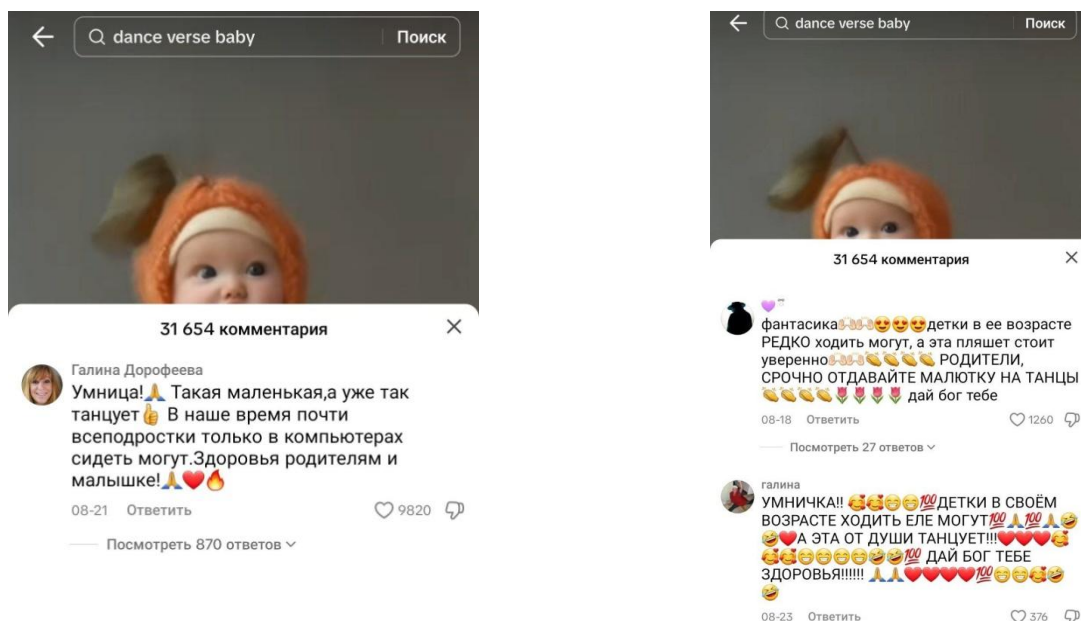 dance verse baby Поиск
31 654 комментария
Галина Дорофеева
Умница!🙏 Такая маленькая,а уже так
танцует👍 В наше время почти
всеподростки только в компьютерах
сидеть могут.Здоровья родителям и
малышке!🙏❤️🔥
08-21 Ответить 9820
Посмотреть 870 ответов
dance verse baby Поиск
31 654 комментария
фантасика🙌🏻🙌🏻😍😍😍детки в ее возрасте
РЕДКО ходить могут, а эта пляшет стоит
уверенно🙌🏻🙌🏻👏👏👏👏 РОДИТЕЛИ,
СРОЧНО ОТДАВАЙТЕ МАЛЮТКУ НА ТАНЦЫ
👏👏👏👏🌷🌷🌷🌷 дай бог тебе
08-18 Ответить 1260
Посмотреть 27 ответов
галина
УМНИЧКА!! 🥰🥰😁😁💯ДЕТКИ В СВОЁМ
ВОЗРАСТЕ ХОДИТЬ ЕЛЕ МОГУТ💯🙏💯🙏🤣
🤣❤️А ЭТА ОТ ДУШИ ТАНЦУЕТ!!!❤️❤️❤️🥰
🥰🥰😁😁😁😁🤣🤣💯 ДАЙ БОГ ТЕБЕ
ЗДОРОВЬЯ!!!!!! 🙏🙏❤️❤️❤️❤️💯😁😁🥰🤣
🤣
08-23 Ответить 376